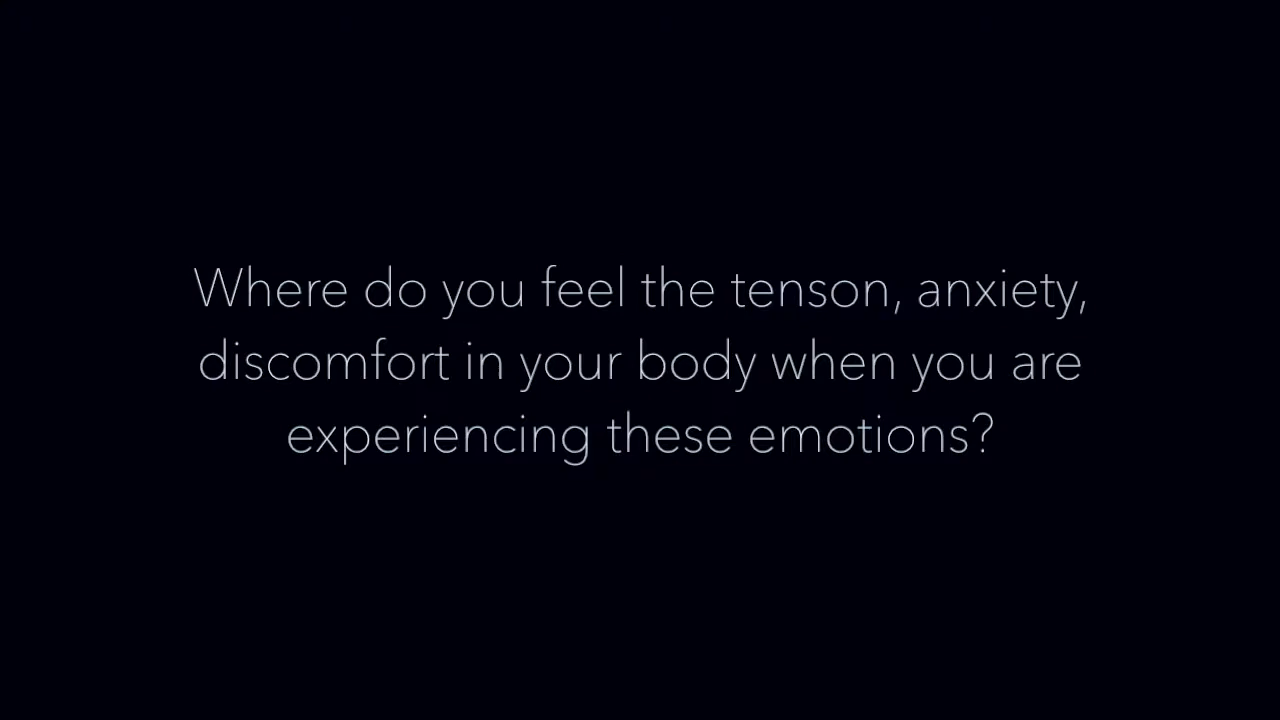 Where do you feel the tenson, anxiety,
discomfort in your body when you are
experiencing these emotions?